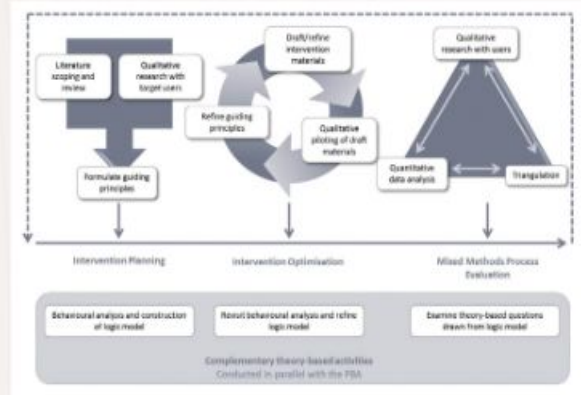 Literature
scoping and
review
Qualitative
research with
target users
Formulate guiding
principles
Draft/refine
intervention
materials
Refine guiding
principles
Qualitative
piloting of draft
materials
Qualitative
research with users
Quantitative
data analysis
Triangulation
Intervention Planning
Intervention Optimisation
Mixed Methods Process
Evaluation
Behavioural analysis and construction
of logic model
Revisit behavioural analysis and refine
logic model
Examine theory-based questions
drawn from logic model
Complementary theory-based activities
Conducted in parallel with the PBA